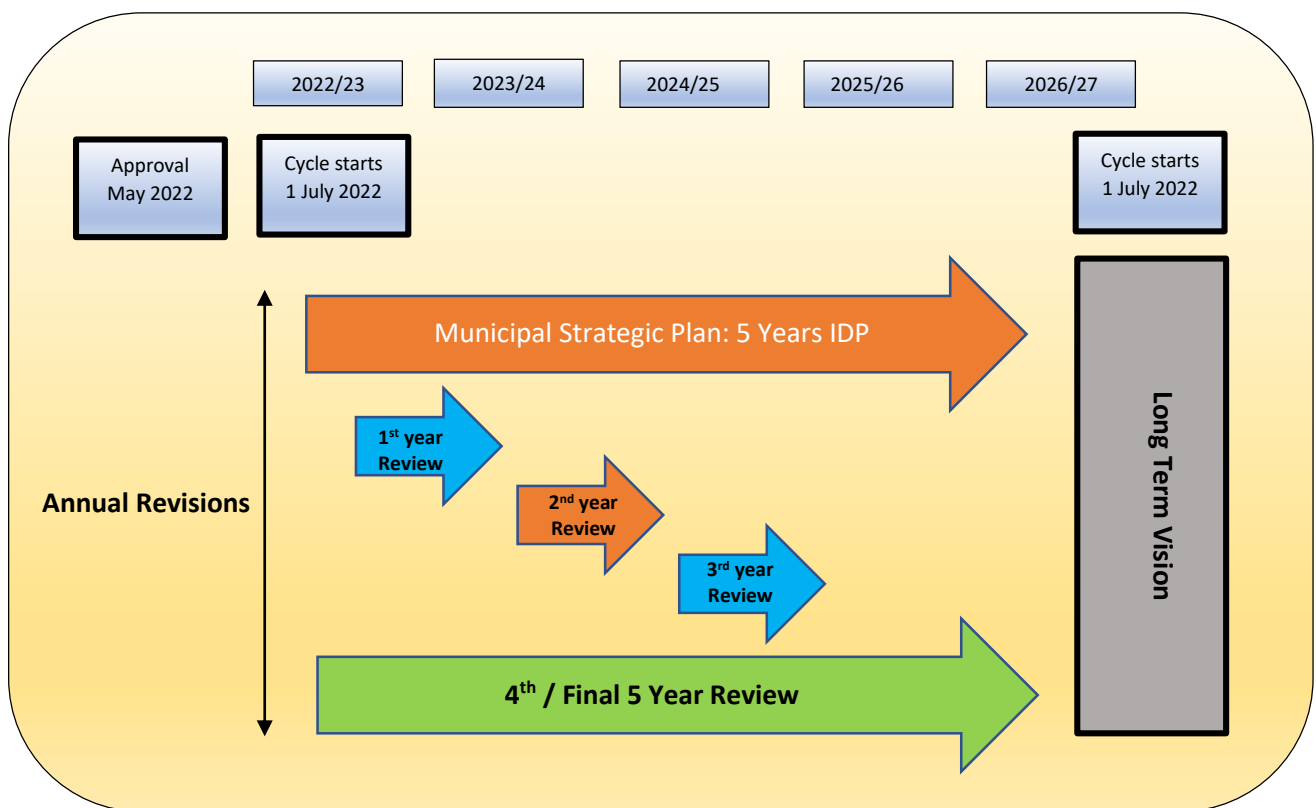 2022/23
2023/24
2024/25
2025/26
2026/27
Approval
May 2022
Cycle starts
1 July 2022
Cycle starts
1 July 2022
Municipal Strategic Plan: 5 Years IDP
1st year
Review
Annual Revisions
2nd year
Review
3rd year
Review
4th / Final 5 Year Review
Long Term Vision